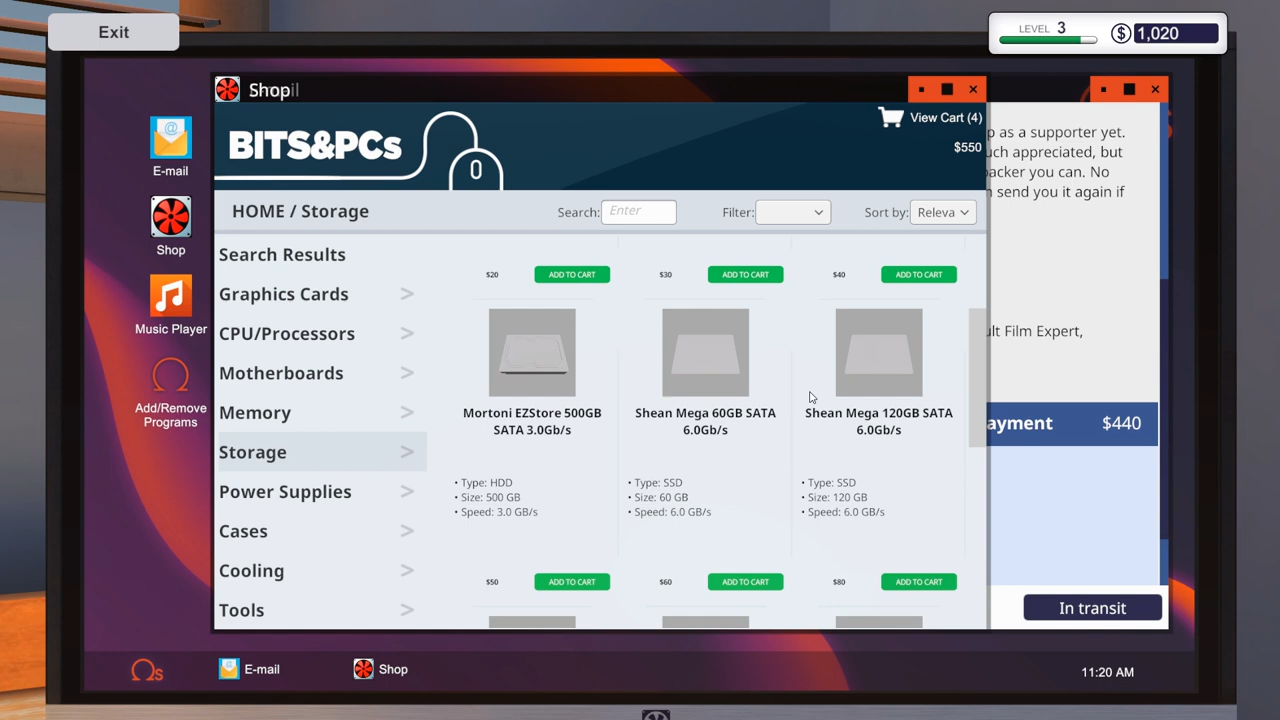 Exit
LEVEL 3
$ 1,020
Shop
BITS&PCs
View Cart (4)
$550
HOME / Storage
Search: Enter
Filter:
Sort by: Releva
E-mail
Shop
Music Player
Add/Remove
Programs
Search Results
Graphics Cards >
CPU/Processors >
Motherboards >
Memory >
Storage >
Power Supplies >
Cases >
Cooling >
Tools >
$20 ADD TO CART
$30 ADD TO CART
$40 ADD TO CART
Mortoni EZStore 500GB
SATA 3.0Gb/s
• Type: HDD
• Size: 500 GB
• Speed: 3.0 GB/s
$50 ADD TO CART
Shean Mega 60GB SATA
6.0Gb/s
• Type: SSD
• Size: 60 GB
• Speed: 6.0 GB/s
$60 ADD TO CART
Shean Mega 120GB SATA
6.0Gb/s
• Type: SSD
• Size: 120 GB
• Speed: 6.0 GB/s
$80 ADD TO CART
as a supporter yet.
appreciated, but
you can. No
send you it again if
Film Expert,
$440
In transit
E-mail
Shop
11:20 AM